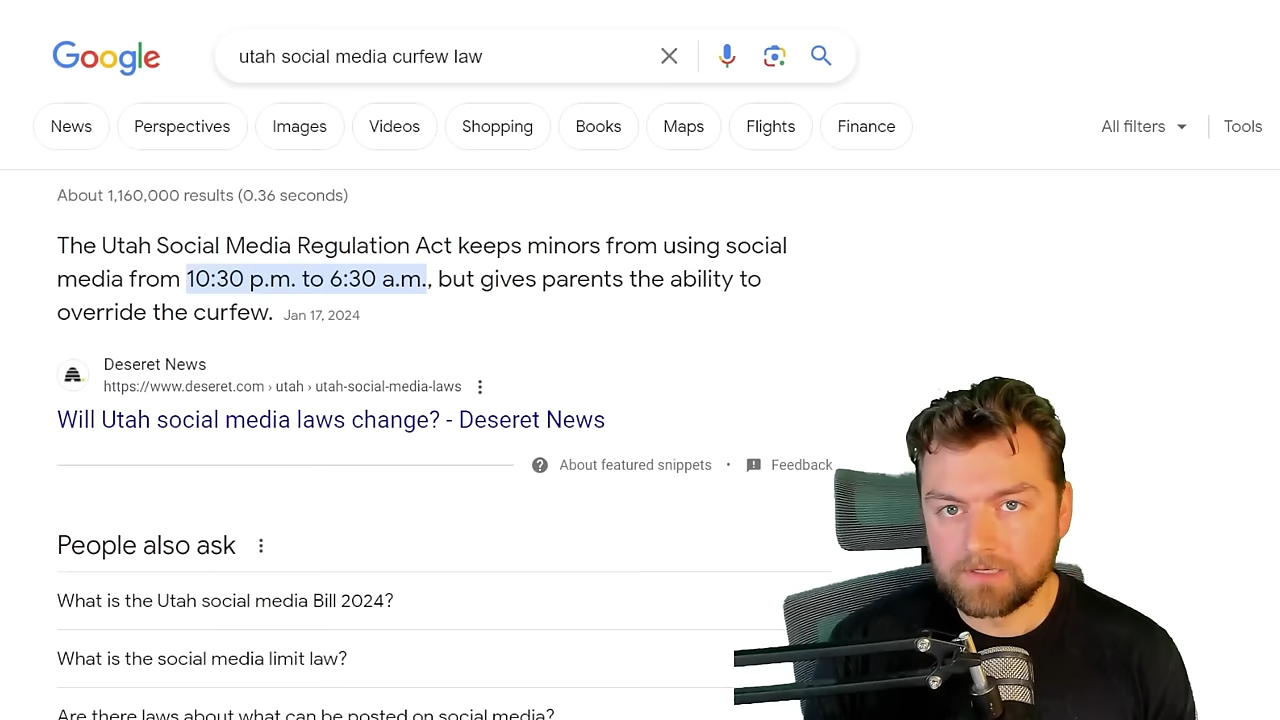 Google
utah social media curfew law
News
Perspectives
Images
Videos
Shopping
Books
Maps
Flights
Finance
All filters
Tools
About 1,160,000 results (0.36 seconds)
The Utah Social Media Regulation Act keeps minors from using social
media from 10:30 p.m. to 6:30 a.m., but gives parents the ability to
override the curfew. Jan 17, 2024
Deseret News
https://www.deseret.com › utah › utah-social-media-laws
Will Utah social media laws change? - Deseret News
About featured snippets • Feedback
People also ask
What is the Utah social media Bill 2024?
What is the social media limit law?
Are there laws about what can be posted on social media?